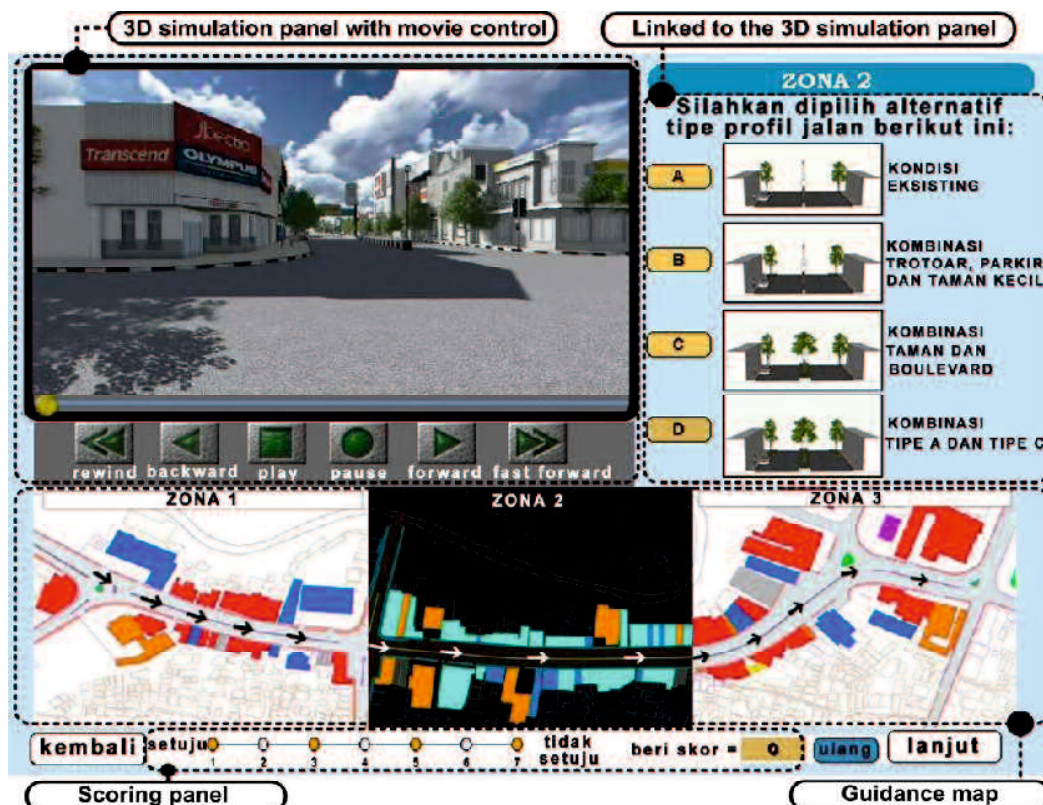 3D simulation panel with movie control
Linked to the 3D simulation panel
Transcend
OLYMPUS
ZONA 2
Silahkan dipilih alternatif
tipe profil jalan berikut ini:
A
KONDISI
EKSISTING
B
KOMBINASI
TROTOAR, PARKIR
DAN TAMAN KECIL
C
KOMBINASI
TAMAN DAN
BOULEVARD
D
KOMBINASI
TIPE A DAN TIPE C
rewind backward play pause forward fast forward
ZONA 1
ZONA 2
ZONA 3
kembali
setuju
1 2 3 4 5 6 7
tidak
setuju
beri skor = 0
ulang
lanjut
Scoring panel
Guidance map